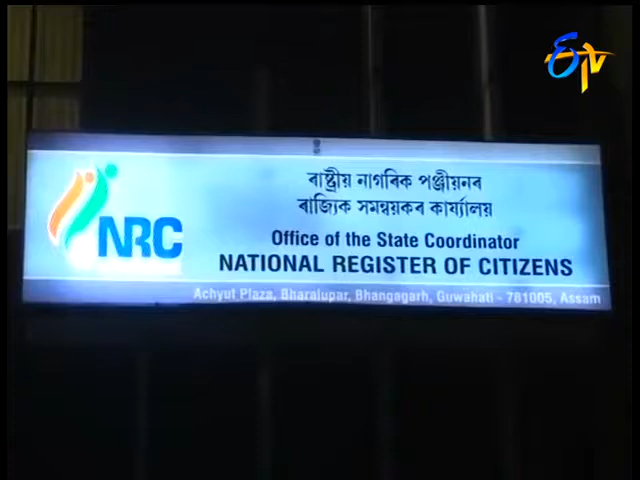 ETV
ৰাষ্ট্ৰীয় নাগৰিক পঞ্জীয়নৰ
ৰাজ্যিক সমন্বয়কৰ কাৰ্য্যালয়
NRC
Office of the State Coordinator
NATIONAL REGISTER OF CITIZENS
Achyut Plaza, Bharalupar, Bhangagarh, Guwahati - 781005, Assam